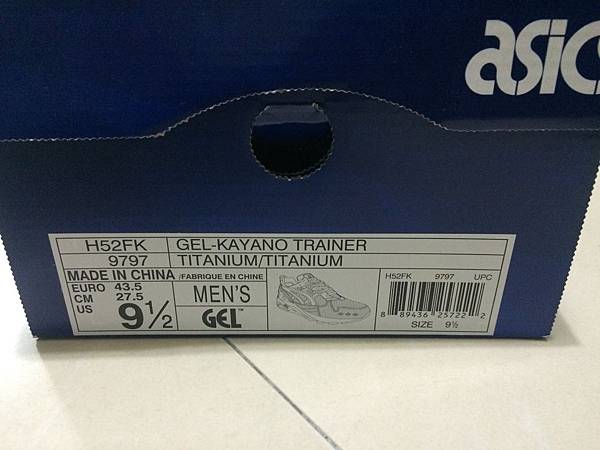 asics
H52FK GEL-KAYANO TRAINER
9797 TITANIUM/TITANIUM
MADE IN CHINA /FABRIQUE EN CHINE
EURO 43.5
CM 27.5
US 9½
MEN'S
GEL™
H52FK 9797 UPC
8 89436 25722 2
SIZE 9½